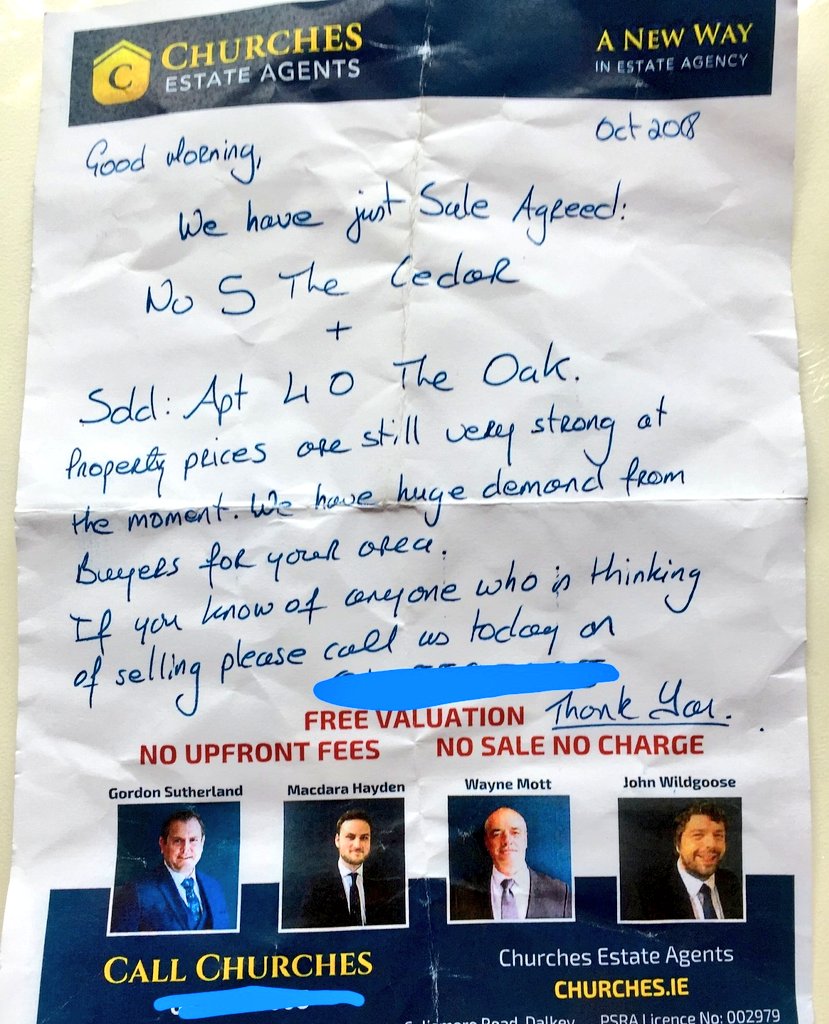 C
CHURCHES
ESTATE AGENTS
A NEW WAY
IN ESTATE AGENCY
Oct 2018
Good Morning,
We have just Sale Agreed:
No 5 The Cedar
+
Sold: Apt 40 The Oak.
Property prices are still very strong at
the moment. We have huge demand from
Buyers for your area.
If you know of anyone who is thinking
of selling please call us today on
FREE VALUATION Thank You.
NO UPFRONT FEES NO SALE NO CHARGE
Gordon Sutherland Macdara Hayden Wayne Mott John Wildgoose
CALL CHURCHES
Churches Estate Agents
CHURCHES.IE
Road, Dalkey PSRA Licence No: 002979